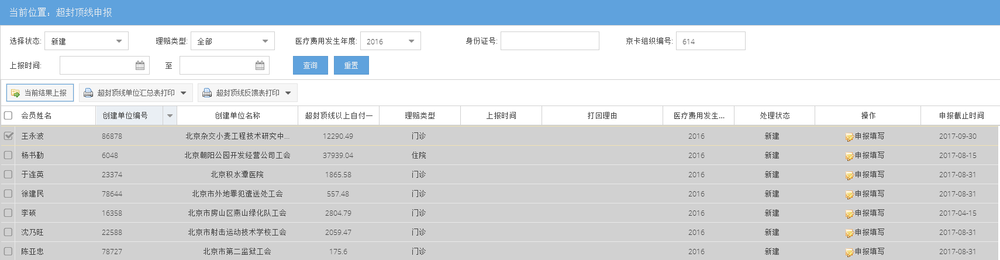 当前位置：超封顶线申报
选择状态: 新建 理赔类型: 全部 医疗费用发生年度: 2016 身份证号: 京卡组织编号: 614
上报时间: 至 查询 重置
当前结果上报 超封顶线单位汇总表打印 超封顶线反馈表打印
会员姓名 创建单位编号 创建单位名称 超封顶线以上自付一 理赔类型 上报时间 打回理由 医疗费用发生... 处理状态 操作 申报截止时间
王永波 86878 北京杂交小麦工程技术研究中... 12290.49 门诊 2016 新建 申报填写 2017-09-30
杨书勤 6048 北京朝阳公园开发经营公司工会 37939.04 住院 2016 新建 申报填写 2017-08-15
于连英 23374 北京积水潭医院 1865.58 门诊 2016 新建 申报填写 2017-08-31
徐建民 78644 北京市外地罪犯遣送处工会 557.48 门诊 2016 新建 申报填写 2017-08-31
李硕 16358 北京市房山区燕山绿化队工会 2804.79 门诊 2016 新建 申报填写 2017-04-15
沈乃旺 22588 北京市射击运动技术学校工会 2059.47 门诊 2016 新建 申报填写 2017-08-31
陈亚忠 78727 北京市第二监狱工会 175.6 门诊 2016 新建 申报填写 2017-08-31